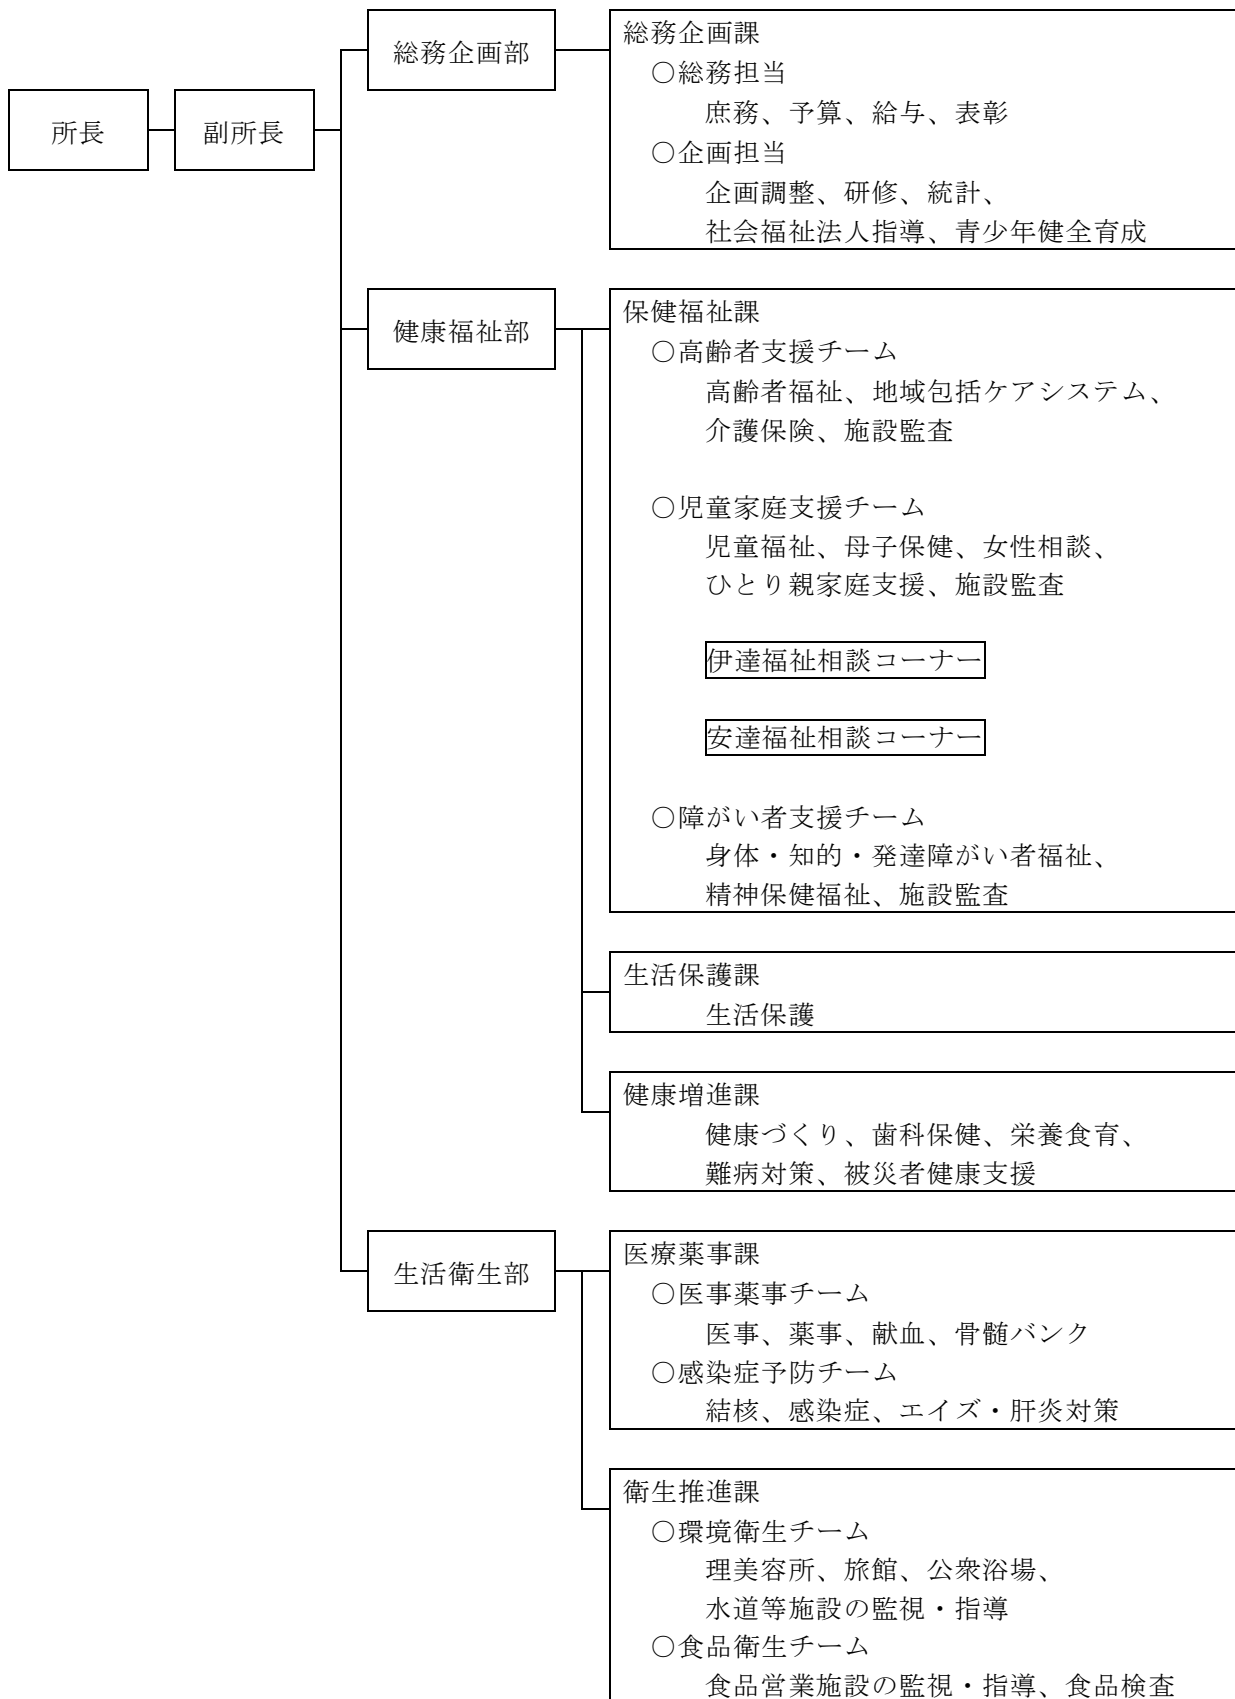 所長
副所長
総務企画部
総務企画課
○総務担当
庶務、予算、給与、表彰
○企画担当
企画調整、研修、統計、
社会福祉法人指導、青少年健全育成
健康福祉部
保健福祉課
○高齢者支援チーム
高齢者福祉、地域包括ケアシステム、
介護保険、施設監査
○児童家庭支援チーム
児童福祉、母子保健、女性相談、
ひとり親家庭支援、施設監査
伊達福祉相談コーナー
安達福祉相談コーナー
○障がい者支援チーム
身体・知的・発達障がい者福祉、
精神保健福祉、施設監査
生活保護課
生活保護
健康増進課
健康づくり、歯科保健、栄養食育、
難病対策、被災者健康支援
生活衛生部
医療薬事課
○医事薬事チーム
医事、薬事、献血、骨髄バンク
○感染症予防チーム
結核、感染症、エイズ・肝炎対策
衛生推進課
○環境衛生チーム
理美容所、旅館、公衆浴場、
水道等施設の監視・指導
○食品衛生チーム
食品営業施設の監視・指導、食品検査